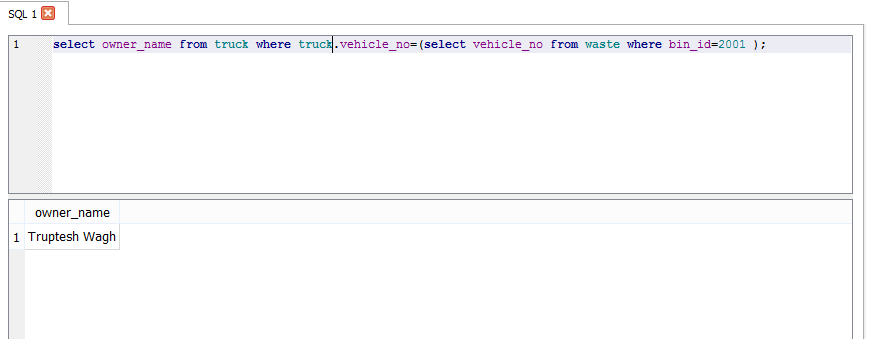 SQL 1
1 select owner_name from truck where truck.vehicle_no=(select vehicle_no from waste where bin_id=2001 );
owner_name
1 Truptesh Wagh